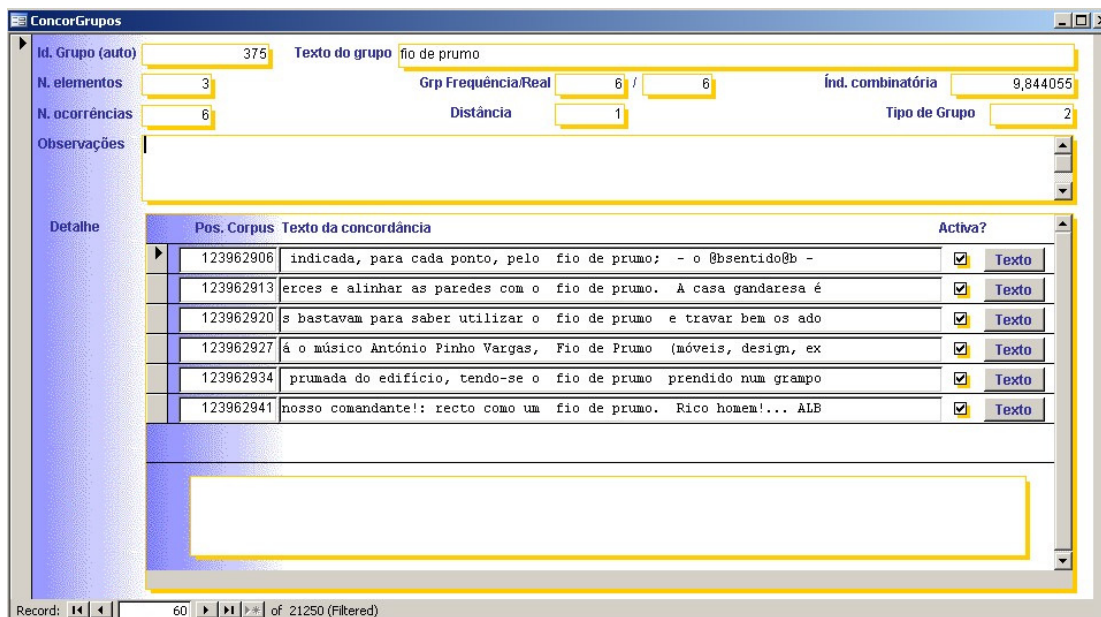 ConcorGrupos
Id. Grupo (auto) 375 Texto do grupo fio de prumo
N. elementos 3 Grp Frequência/Real 6 / 6 Índ. combinatória 9,844055
N. ocorrências 6 Distância 1 Tipo de Grupo 2
Observações
Detalhe Pos. Corpus Texto da concordância Activa?
123962906 indicada, para cada ponto, pelo fio de prumo; - o @bsentido@b - Texto
123962913 erces e alinhar as paredes com o fio de prumo. A casa gandaresa é Texto
123962920 s bastavam para saber utilizar o fio de prumo e travar bem os ado Texto
123962927 á o músico António Pinho Vargas, Fio de Prumo (móveis, design, ex Texto
123962934 prumada do edifício, tendo-se o fio de prumo prendido num grampo Texto
123962941 nosso comandante!: recto como um fio de prumo. Rico homem!... ALB Texto
Record: 60 of 21250 (Filtered)